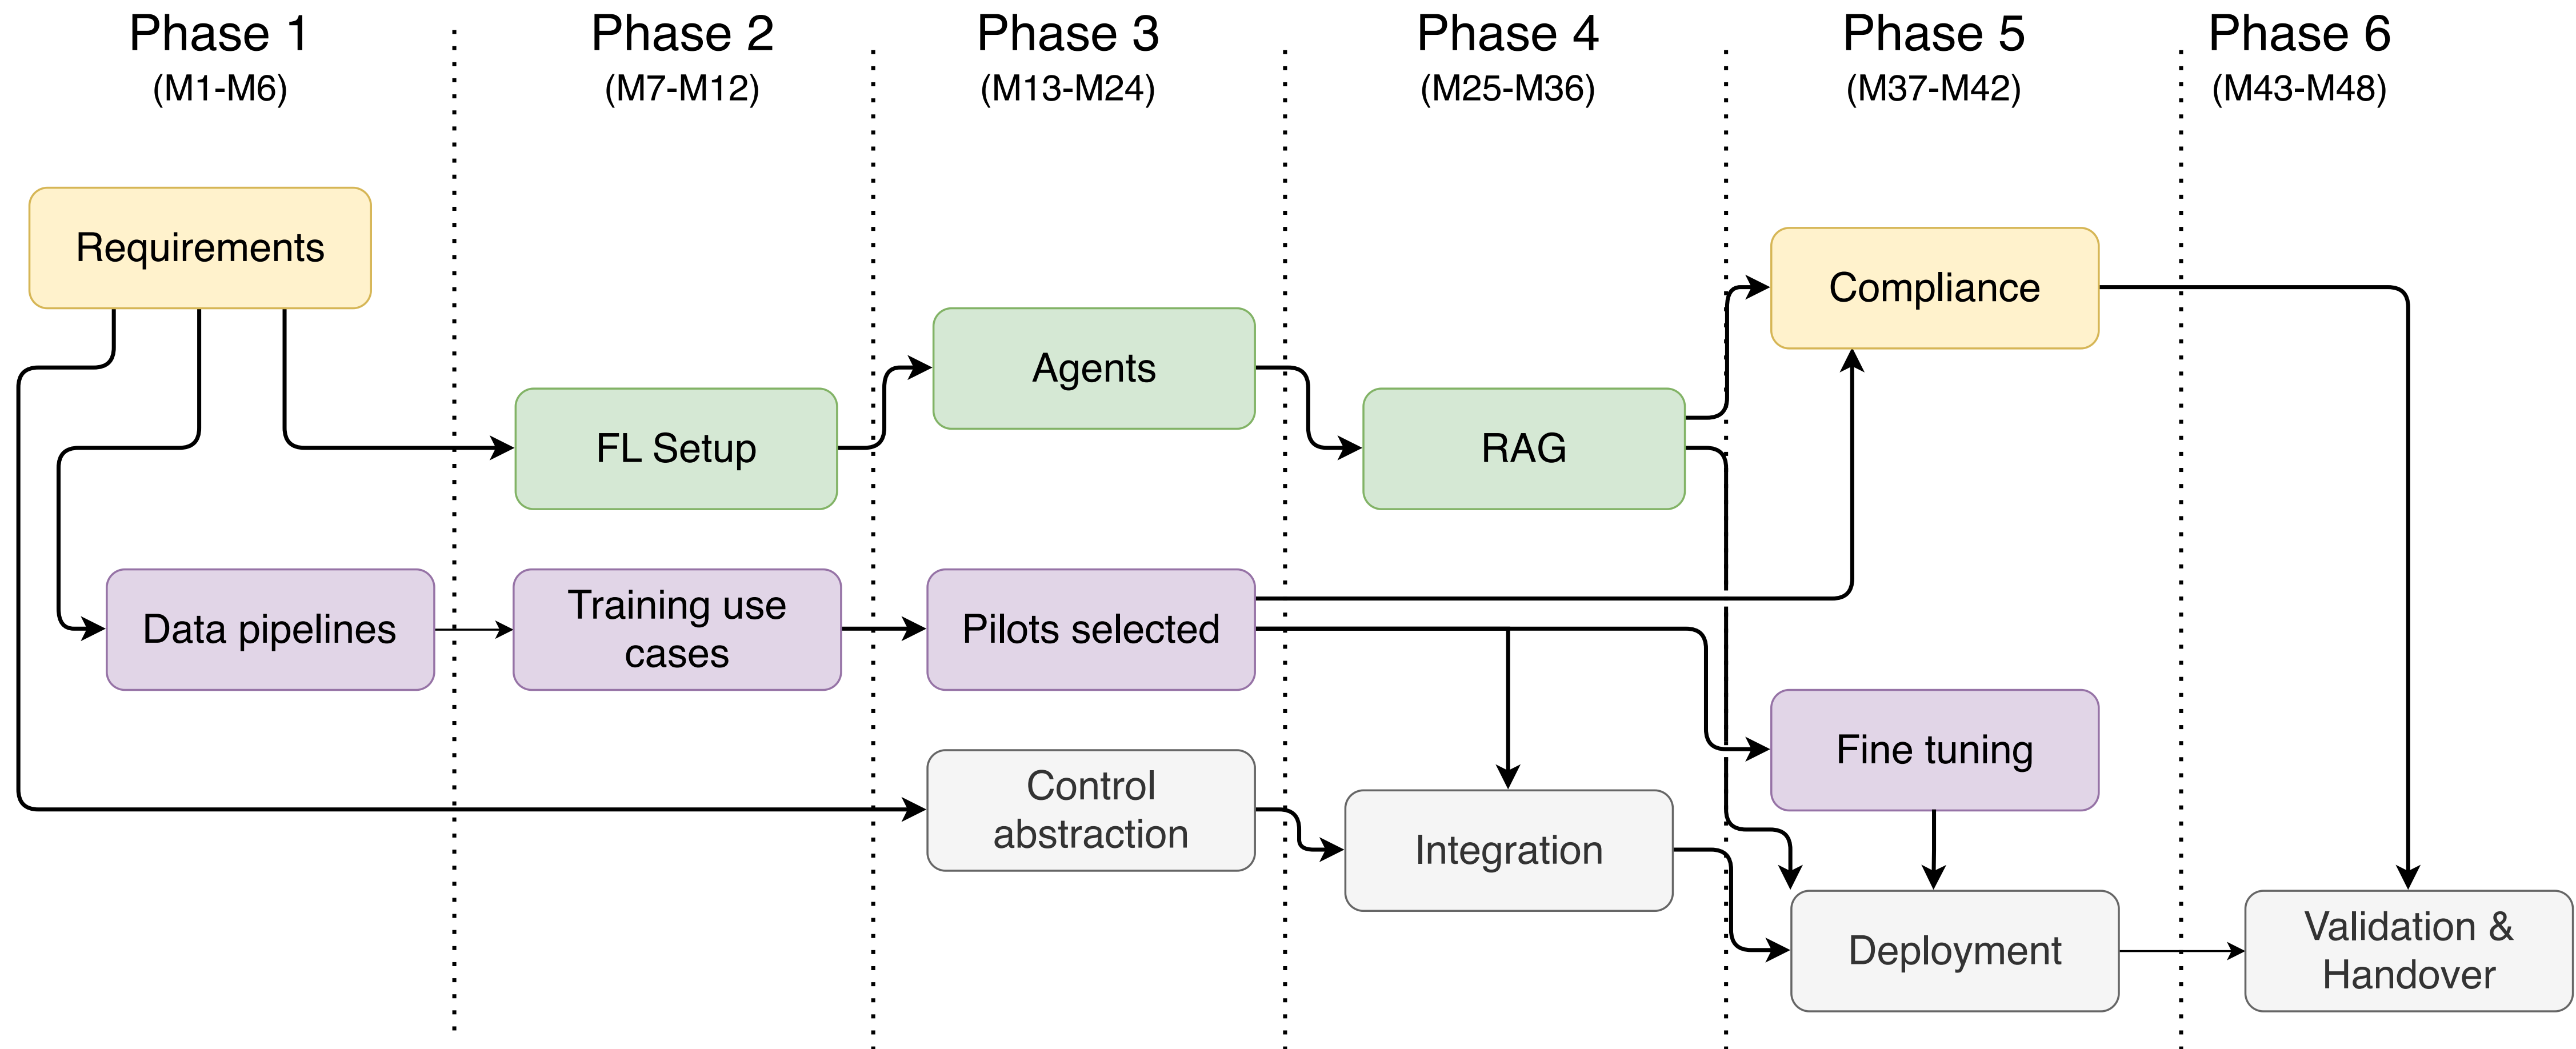 Phase 1
(M1-M6)
Phase 2
(M7-M12)
Phase 3
(M13-M24)
Phase 4
(M25-M36)
Phase 5
(M37-M42)
Phase 6
(M43-M48)
Requirements
Compliance
Agents
FL Setup
RAG
Data pipelines
Training use
cases
Pilots selected
Fine tuning
Control
abstraction
Integration
Deployment
Validation &
Handover